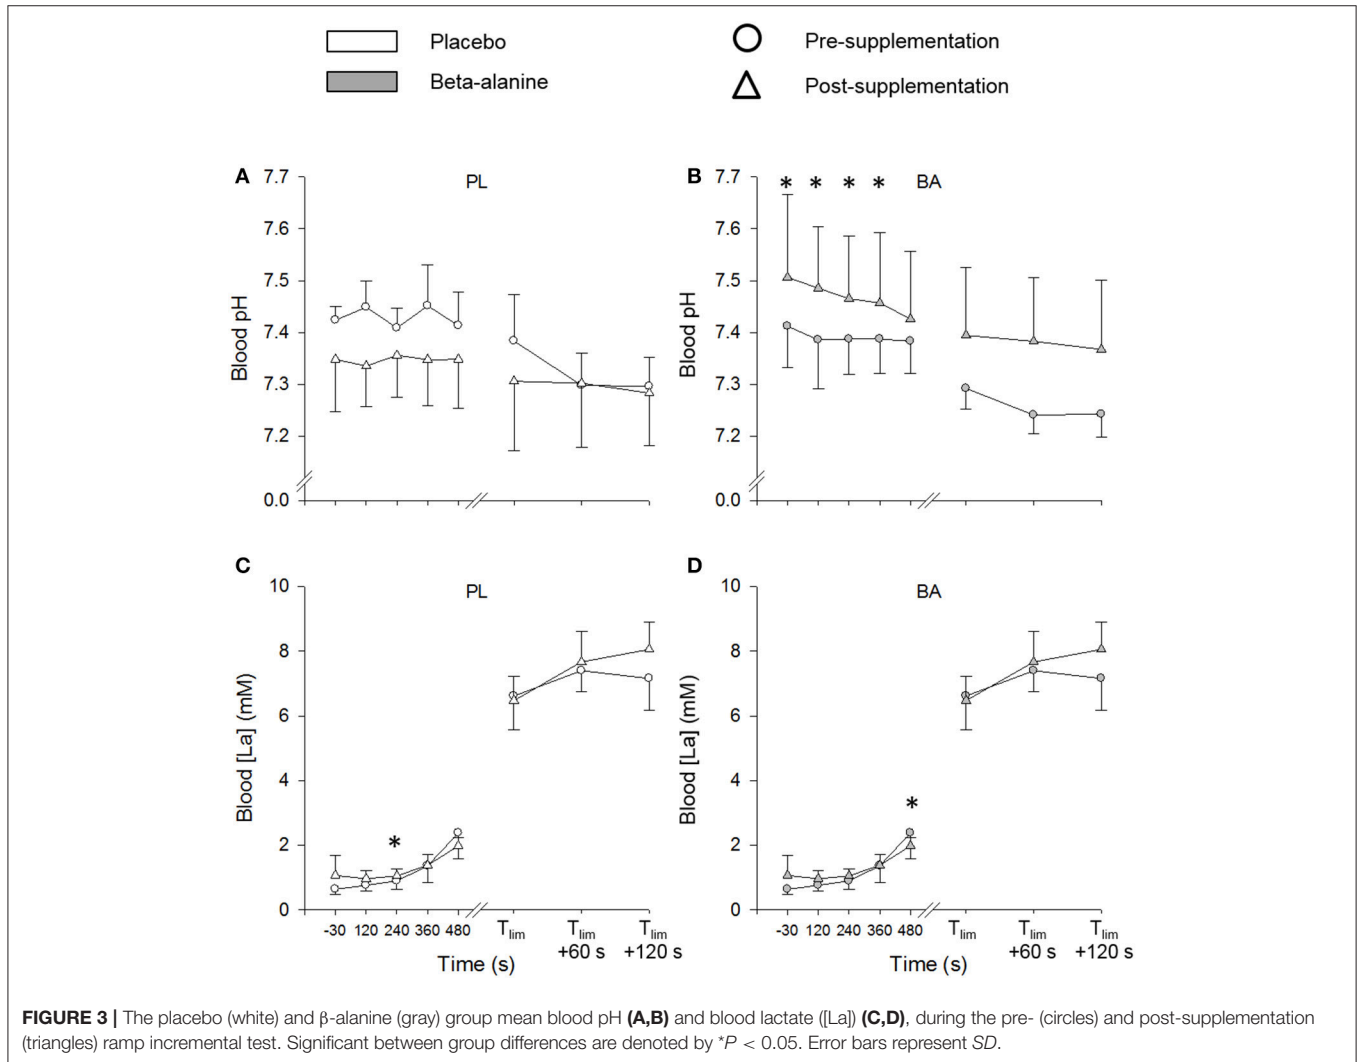 Placebo
Pre-supplementation
Beta-alanine
Post-supplementation
A
PL
7.7
7.6
7.5
7.4
7.3
7.2
0.0
Blood pH
B
* * * *
BA
7.7
7.6
7.5
7.4
7.3
7.2
0.0
Blood pH
C
PL
10
8
6
4
2
0
Blood [La] (mM)
*
-30 120 240 360 480 Tlim Tlim Tlim
+60 s +120 s
Time (s)
D
BA
10
8
6
4
2
0
Blood [La] (mM)
*
-30 120 240 360 480 Tlim Tlim Tlim
+60 s +120 s
Time (s)
FIGURE 3 | The placebo (white) and β-alanine (gray) group mean blood pH (A,B) and blood lactate ([La]) (C,D), during the pre- (circles) and post-supplementation
(triangles) ramp incremental test. Significant between group differences are denoted by *P < 0.05. Error bars represent SD.